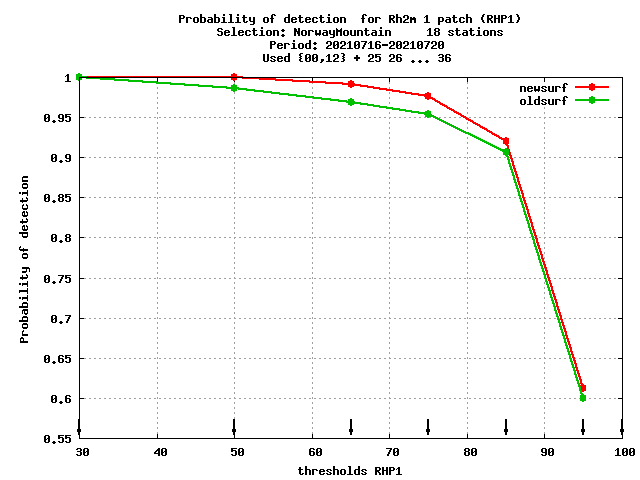 Probability of detection  for Rh2m 1 patch (RHP1)
Selection: NorwayMountain     18 stations
Period: 20210716-20210720
Used {00,12} + 25 26 ... 36
newsurf
oldsurf
1
0.95
0.9
0.85
0.8
0.75
0.7
0.65
0.6
0.55
Probability of detection
30 40 50 60 70 80 90 100
thresholds RHP1